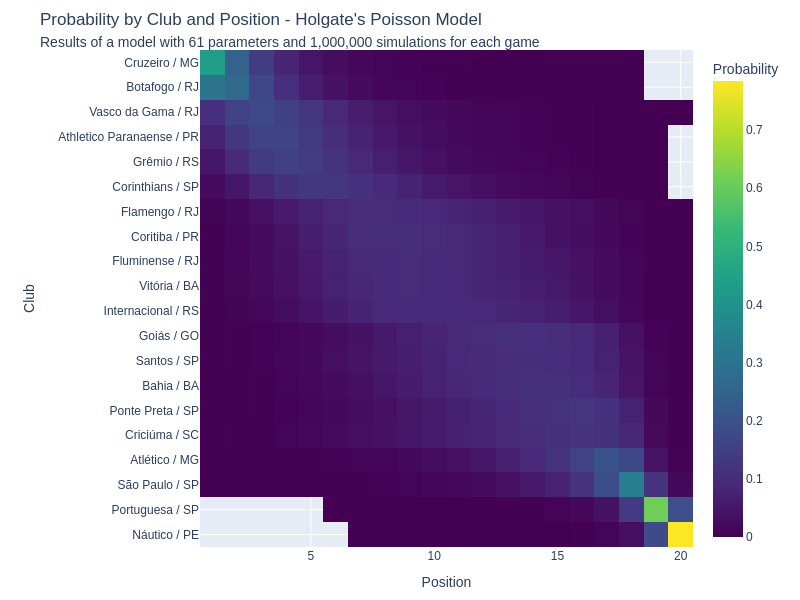 Probability by Club and Position - Holgate's Poisson Model
Results of a model with 61 parameters and 1,000,000 simulations for each game
Probability
Cruzeiro / MG
Botafogo / RJ
Vasco da Gama / RJ
Athletico Paranaense / PR
Grêmio / RS
Corinthians / SP
Flamengo / RJ
Coritiba / PR
Fluminense / RJ
Vitória / BA
Internacional / RS
Goiás / GO
Santos / SP
Bahia / BA
Ponte Preta / SP
Criciúma / SC
Atlético / MG
São Paulo / SP
Portuguesa / SP
Náutico / PE
Club
0.7
0.6
0.5
0.4
0.3
0.2
0.1
0
5 10 15 20
Position